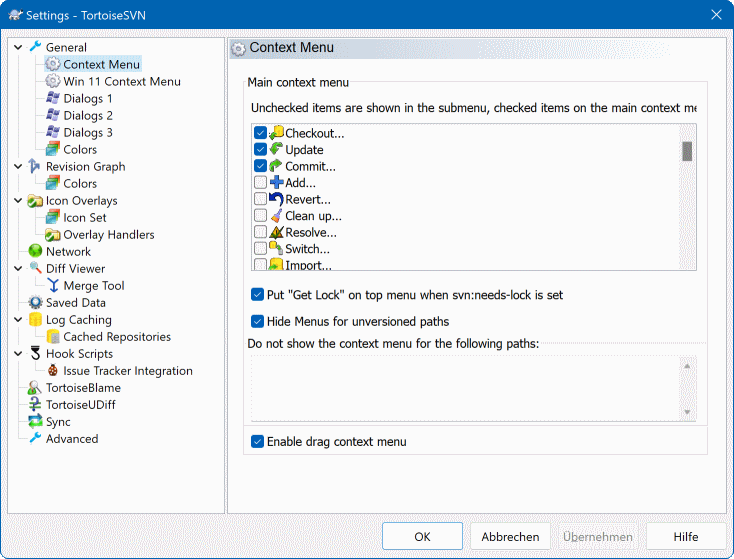 Settings - TortoiseSVN
General
Context Menu
Win 11 Context Menu
Dialogs 1
Dialogs 2
Dialogs 3
Colors
Revision Graph
Colors
Icon Overlays
Icon Set
Overlay Handlers
Network
Diff Viewer
Merge Tool
Saved Data
Log Caching
Cached Repositories
Hook Scripts
Issue Tracker Integration
TortoiseBlame
TortoiseUDiff
Sync
Advanced
Context Menu
Main context menu
Unchecked items are shown in the submenu, checked items on the main context me
Checkout...
Update
Commit...
Add...
Revert...
Clean up...
Resolve...
Switch...
Import...
Put "Get Lock" on top menu when svn:needs-lock is set
Hide Menus for unversioned paths
Do not show the context menu for the following paths:
Enable drag context menu
OK
Abbrechen
Übernehmen
Hilfe